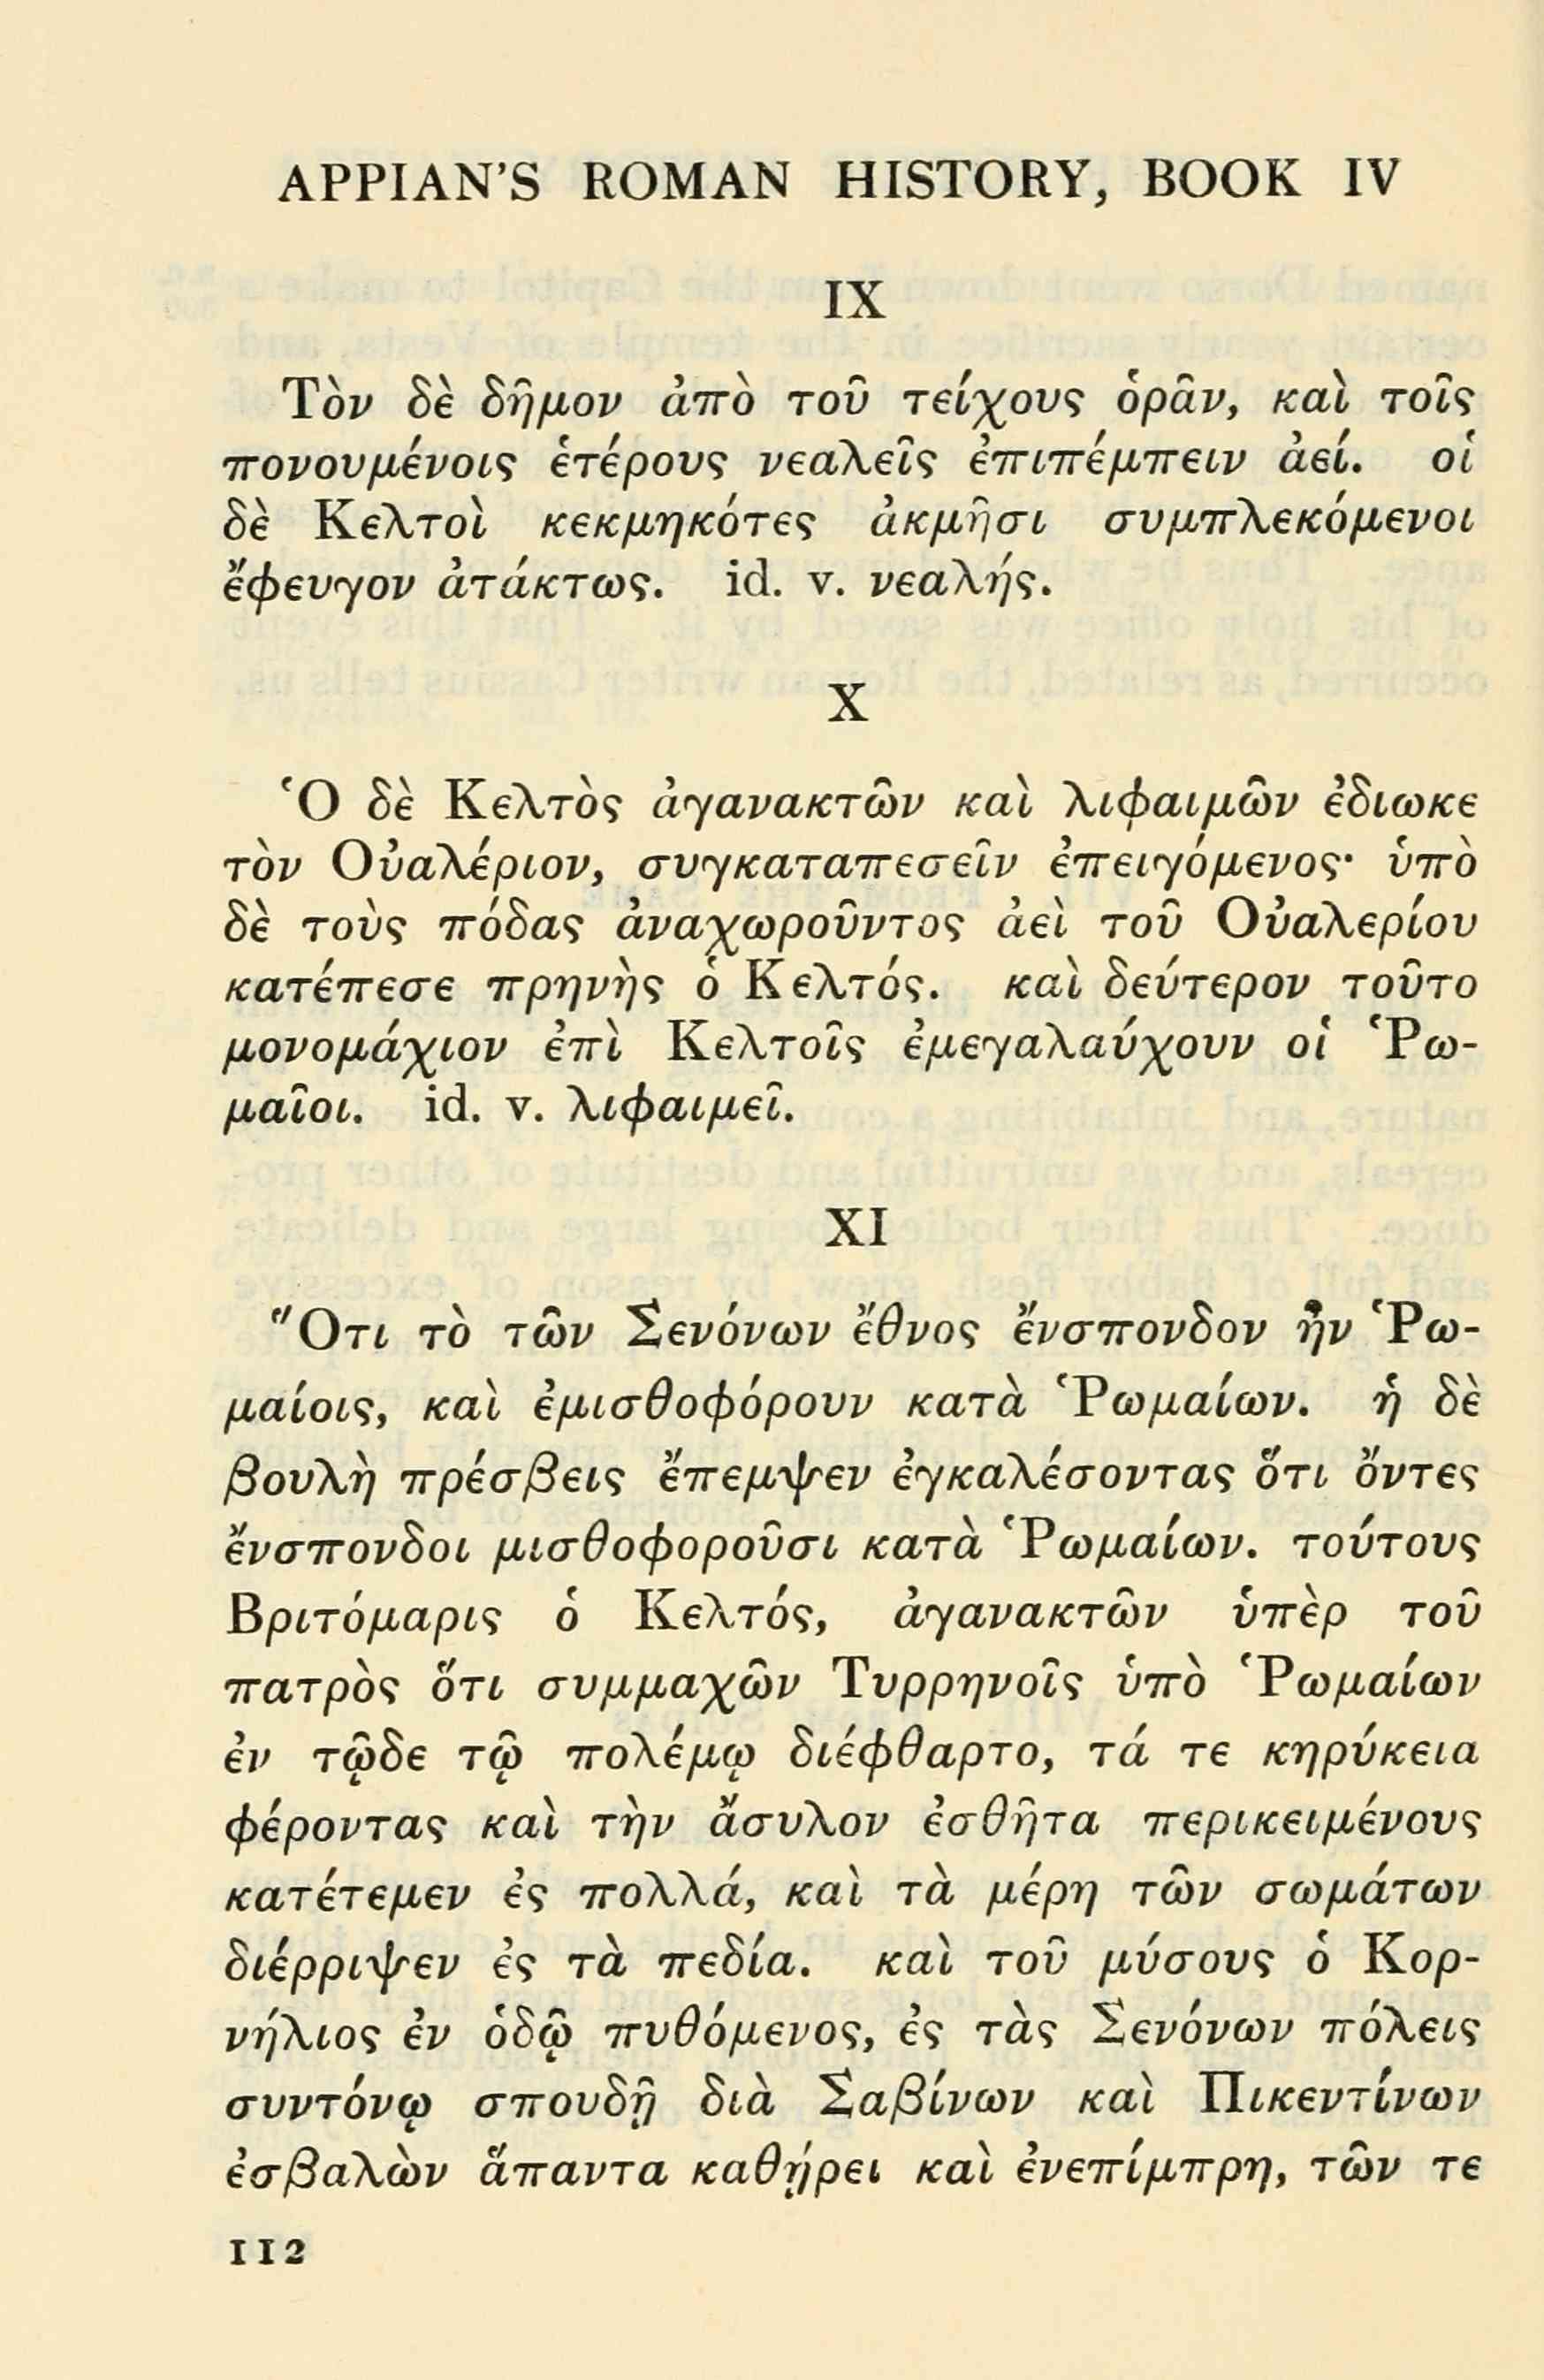 APPIAN'S ROMAN HISTORY, BOOK IV
IX
Τὸν δὲ δῆμον ἀπὸ τοῦ τείχους ὁρᾶν, καὶ τοῖς
πονουμένοις ἑτέρους νεαλεῖς ἐπιπέμπειν ἀεί. οἱ
δὲ Κελτοὶ κεκμηκότες ἀκμῆσι συμπλεκόμενοι
ἔφευγον ἀτάκτως. id. v. νεαλής.
X
Ὁ δὲ Κελτὸς ἀγανακτῶν καὶ λιφαιμῶν ἐδιωκε
τὸν Οὐαλέριον, συγκαταπεσεῖν ἐπειγόμενος· ὑπὸ
δὲ τοὺς πόδας ἀναχωροῦντος ἀεὶ τοῦ Οὐαλερίου
κατέπεσε πρηνὴς ὁ Κελτός. καὶ δεύτερον τοῦτο
μονομάχιον ἐπὶ Κελτοῖς ἐμεγαλαύχουν οἱ Ῥω-
μαῖοι. id. v. λιφαιμεῖ.
XI
Ὅτι τὸ τῶν Σενόνων ἔθνος ἔνσπονδον ἦν Ῥω-
μαίοις, καὶ ἐμισθοφόρουν κατὰ Ῥωμαίων. ἡ δὲ
βουλὴ πρέσβεις ἔπεμψεν ἐγκαλέσοντας ὅτι ὄντες
ἔνσπονδοι μισθοφοροῦσι κατὰ Ῥωμαίων. τούτους
Βριτόμαρις ὁ Κελτός, ἀγανακτῶν ὑπὲρ τοῦ
πατρὸς ὅτι συμμαχῶν Τυρρηνοῖς ὑπὸ Ῥωμαίων
ἐν τῷδε τῷ πολέμῳ διέφθαρτο, τά τε κηρύκεια
φέροντας καὶ τὴν ἄσυλον ἐσθῆτα περικειμένους
κατέτεμεν ἐς πολλά, καὶ τὰ μέρη τῶν σωμάτων
διέρριψεν ἐς τὰ πεδία. καὶ τοῦ μύσους ὁ Κορ-
νήλιος ἐν ὁδῷ πυθόμενος, ἐς τὰς Σενόνων πόλεις
συντόνῳ σπουδῇ διὰ Σαβίνων καὶ Πικεντίνων
ἐσβαλὼν ἅπαντα καθῄρει καὶ ἐνεπίμπρη, τῶν τε
112